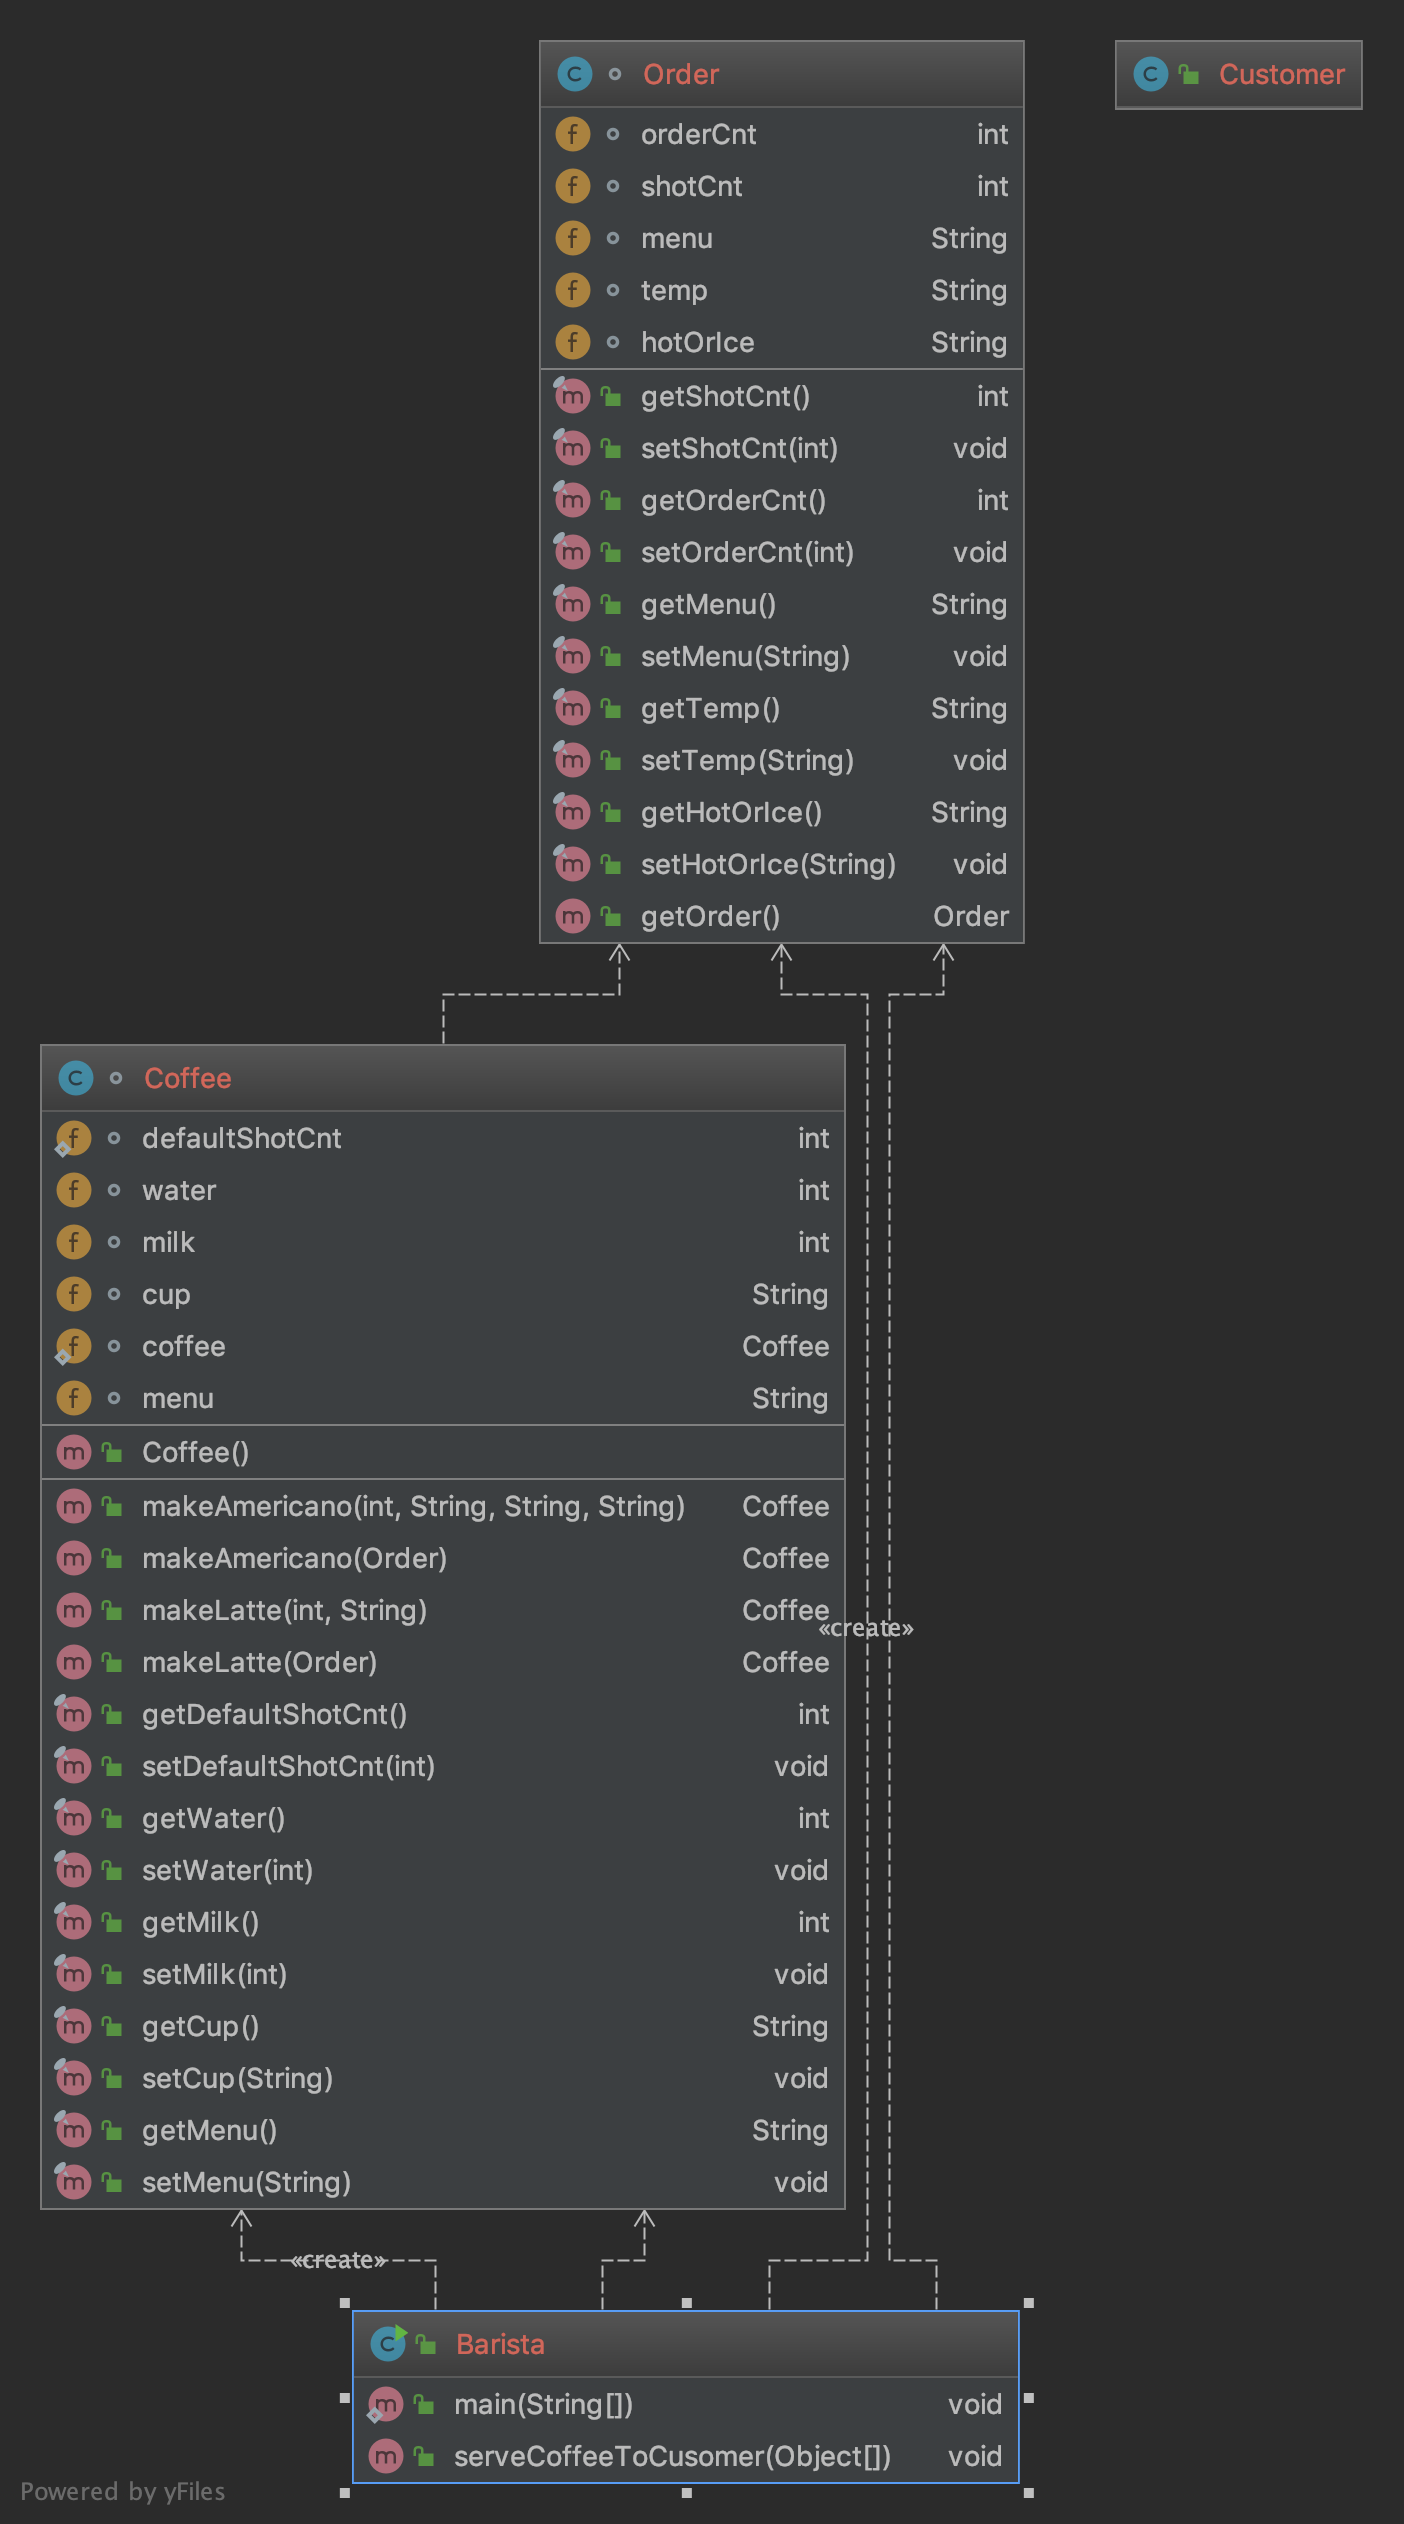 Order
orderCnt int
shotCnt int
menu String
temp String
hotOrIce String
getShotCnt() int
setShotCnt(int) void
getOrderCnt() int
setOrderCnt(int) void
getMenu() String
setMenu(String) void
getTemp() String
setTemp(String) void
getHotOrIce() String
setHotOrIce(String) void
getOrder() Order
Customer
Coffee
defaultShotCnt int
water int
milk int
cup String
coffee Coffee
menu String
Coffee()
makeAmericano(int, String, String, String) Coffee
makeAmericano(Order) Coffee
makeLatte(int, String) Coffee
makeLatte(Order) Coffee
getDefaultShotCnt() int
setDefaultShotCnt(int) void
getWater() int
setWater(int) void
getMilk() int
setMilk(int) void
getCup() String
setCup(String) void
getMenu() String
setMenu(String) void
«create»
«create»
Barista
main(String[]) void
serveCoffeeToCusomer(Object[]) void
Powered by yFiles